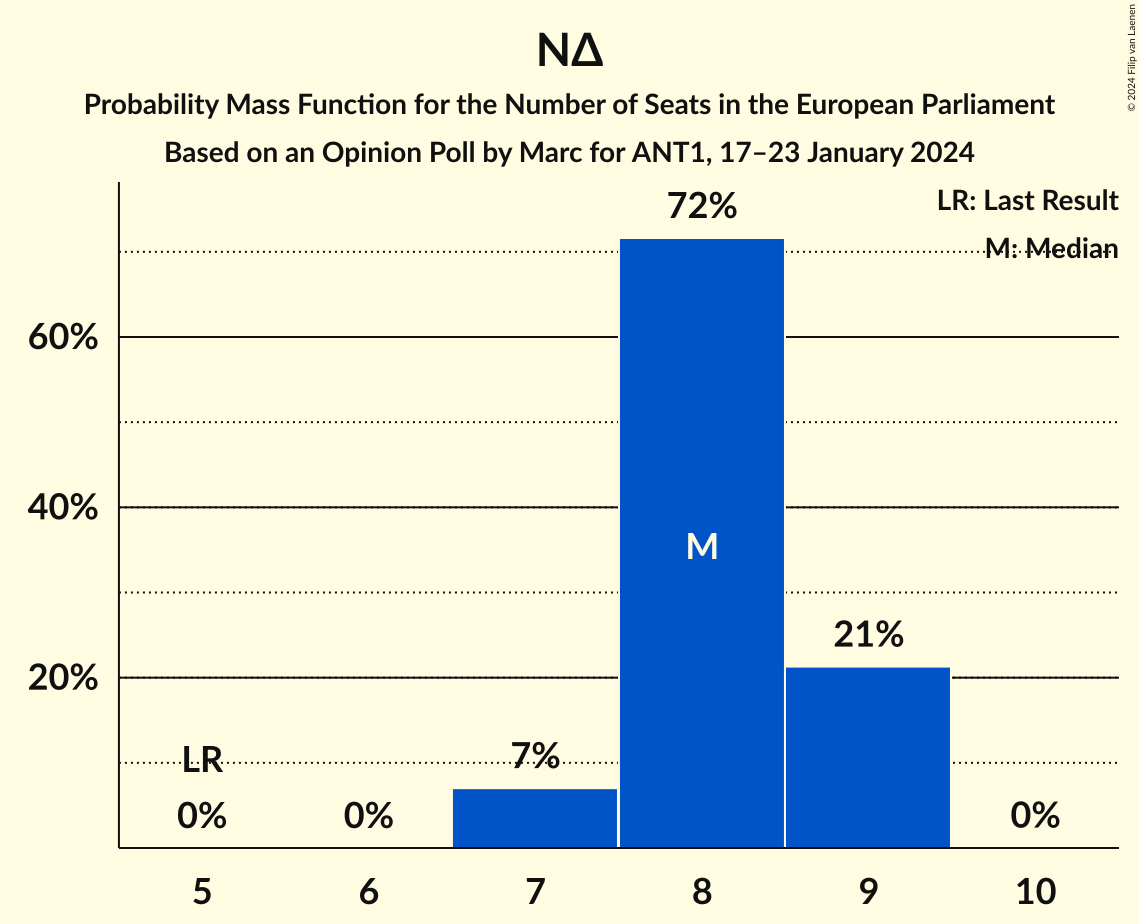 © 2024 Filip van Laenen
ΝΔ
Probability Mass Function for the Number of Seats in the European Parliament
Based on an Opinion Poll by Marc for ANT1, 17–23 January 2024
LR: Last Result
M: Median
72%
60%
40%
M
21%
20%
LR
7%
0%
0%
0%
5
6
7
8
9
10